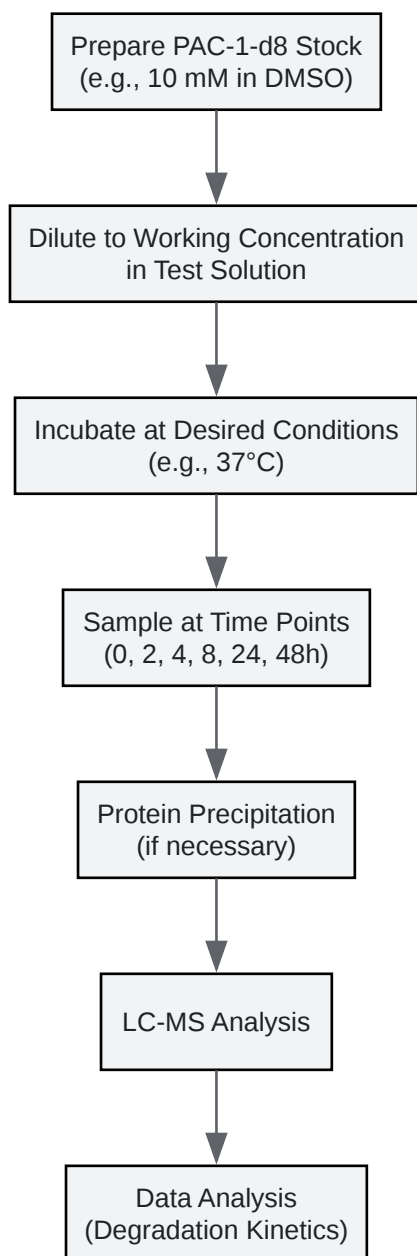 Prepare PAC-1-d8 Stock
(e.g., 10 mM in DMSO)
Dilute to Working Concentration
in Test Solution
Incubate at Desired Conditions
(e.g., 37°C)
Sample at Time Points
(0, 2, 4, 8, 24, 48h)
Protein Precipitation
(if necessary)
LC-MS Analysis
Data Analysis
(Degradation Kinetics)